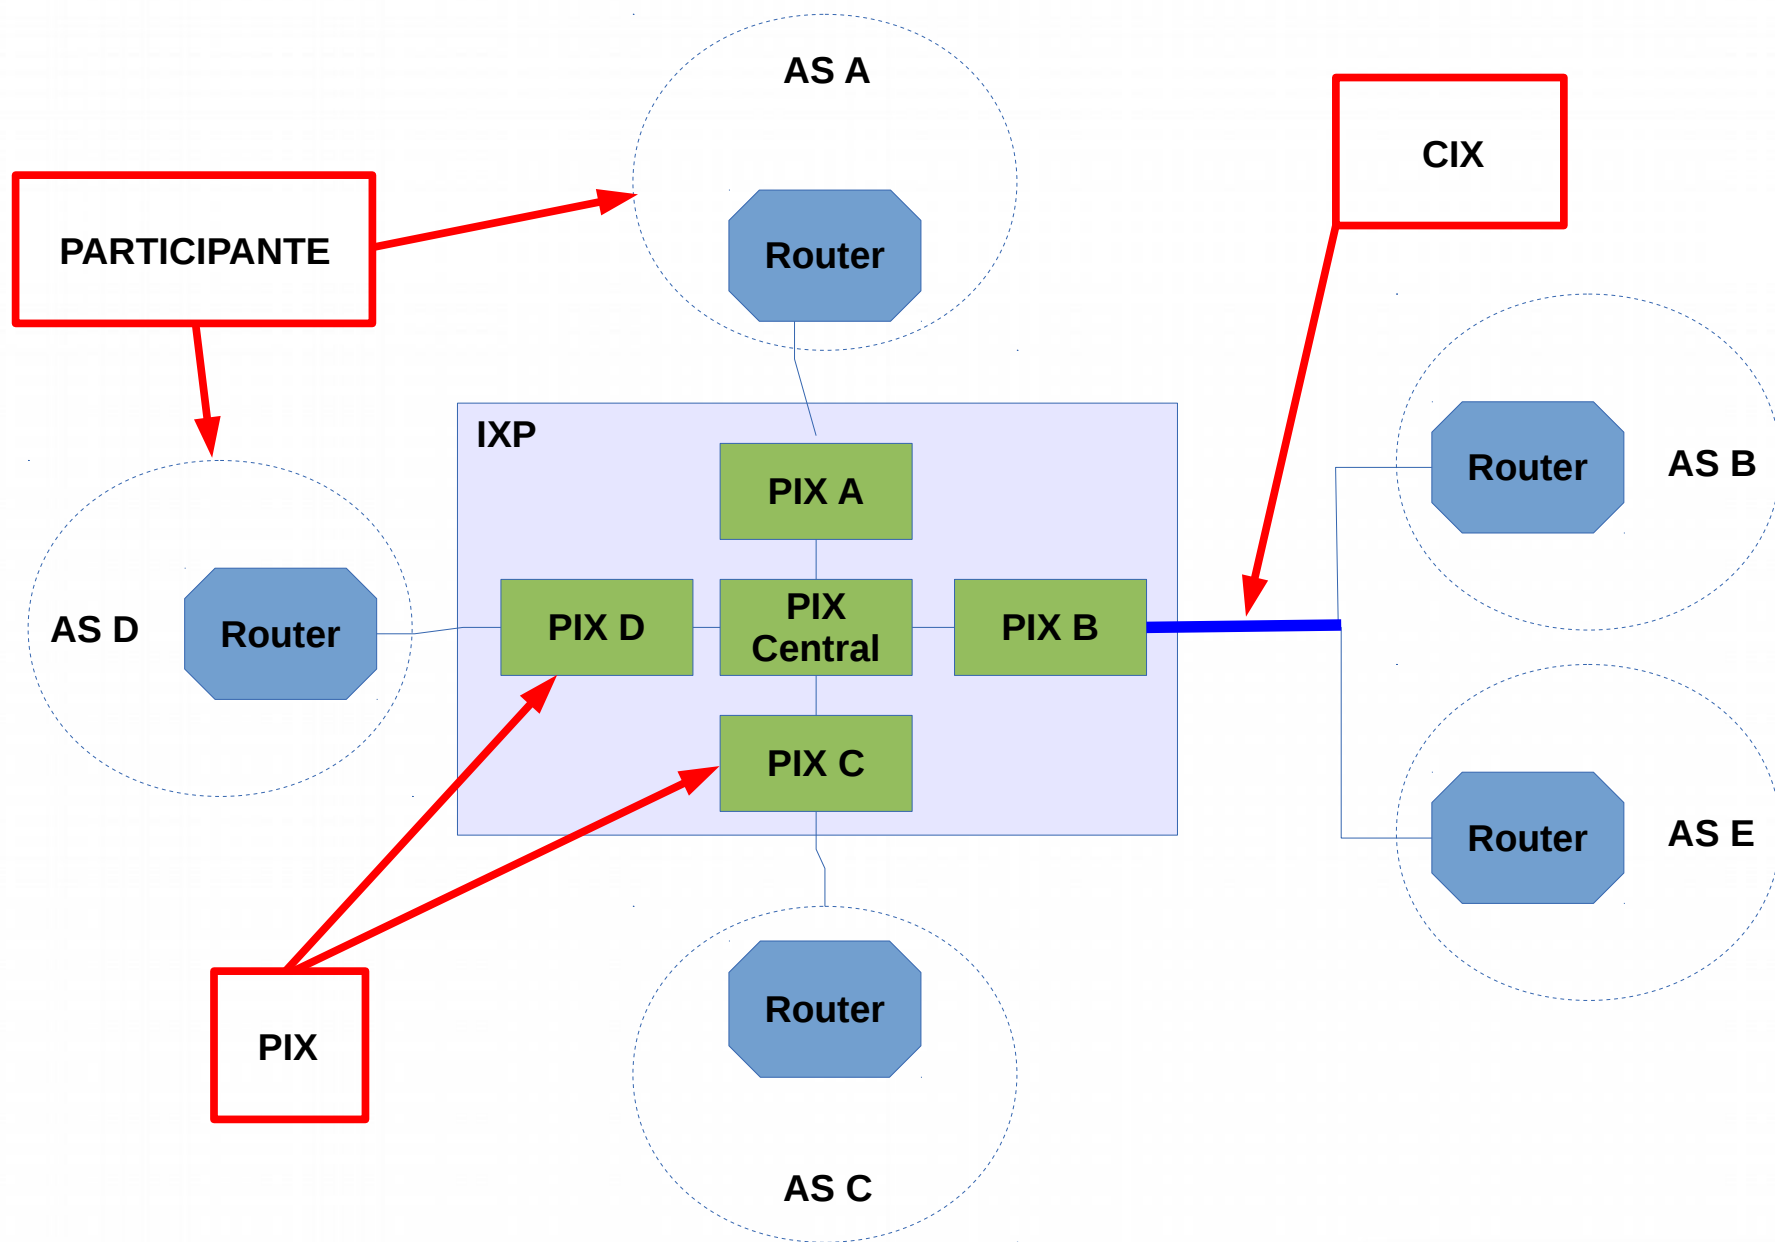 AS A
CIX
PARTICIPANTE
Router
IXP
Router
AS B
PIX A
AS D
Router
PIX D
PIX
Central
PIX B
PIX C
Router
AS E
Router
PIX
AS C